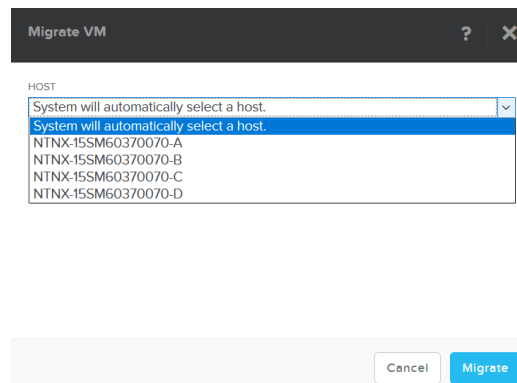 Migrate VM ? X
HOST
System will automatically select a host.
System will automatically select a host.
NTNX-15SM60370070-A
NTNX-15SM60370070-B
NTNX-15SM60370070-C
NTNX-15SM60370070-D
Cancel Migrate